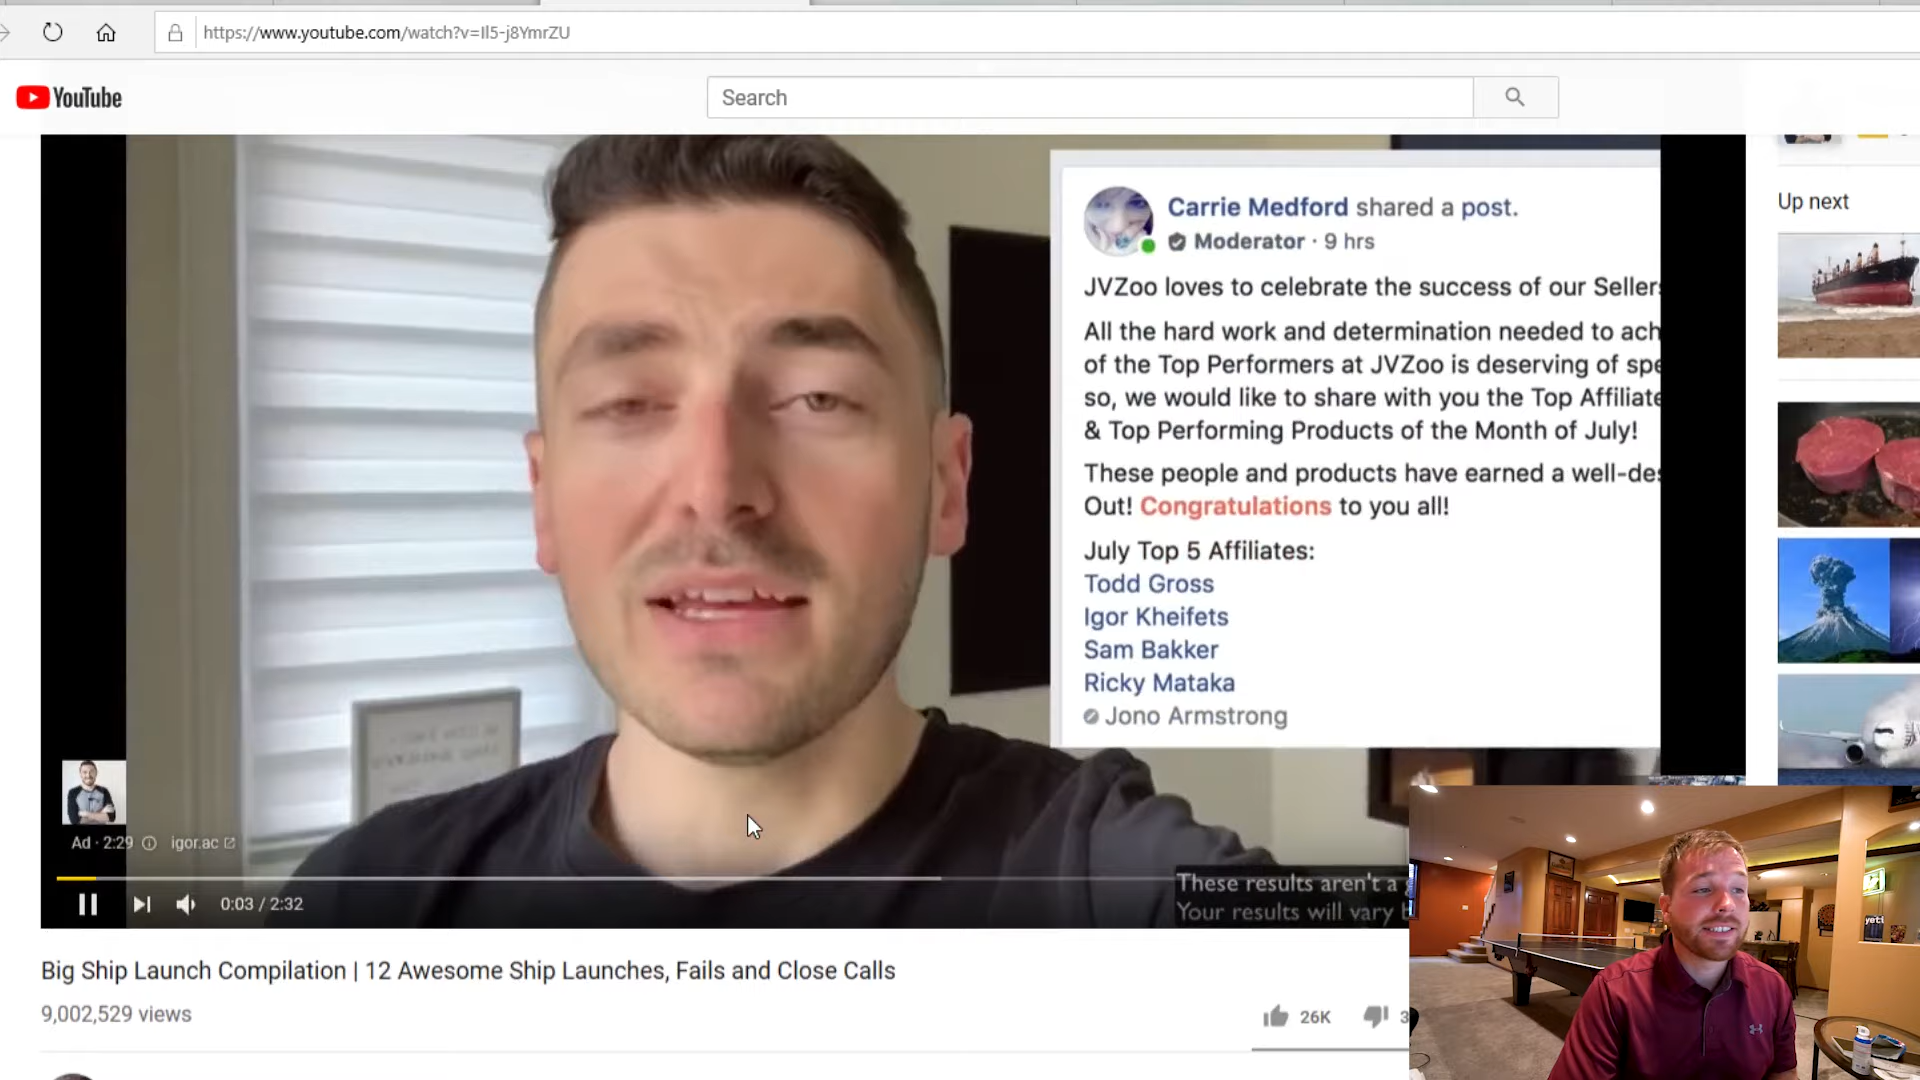 https://www.youtube.com/watch?v=Il5-j8YmrZU
YouTube
Search
Carrie Medford shared a post.
Moderator · 9 hrs
JVZoo loves to celebrate the success of our Sellers
All the hard work and determination needed to ach
of the Top Performers at JVZoo is deserving of spe
so, we would like to share with you the Top Affiliate
& Top Performing Products of the Month of July!
These people and products have earned a well-des
Out! Congratulations to you all!
July Top 5 Affiliates:
Todd Gross
Igor Kheifets
Sam Bakker
Ricky Mataka
Jono Armstrong
Up next
Ad · 2:29 igor.ac
0:03 / 2:32
These results aren't a
Your results will vary
Big Ship Launch Compilation | 12 Awesome Ship Launches, Fails and Close Calls
9,002,529 views
26K
3
yeti